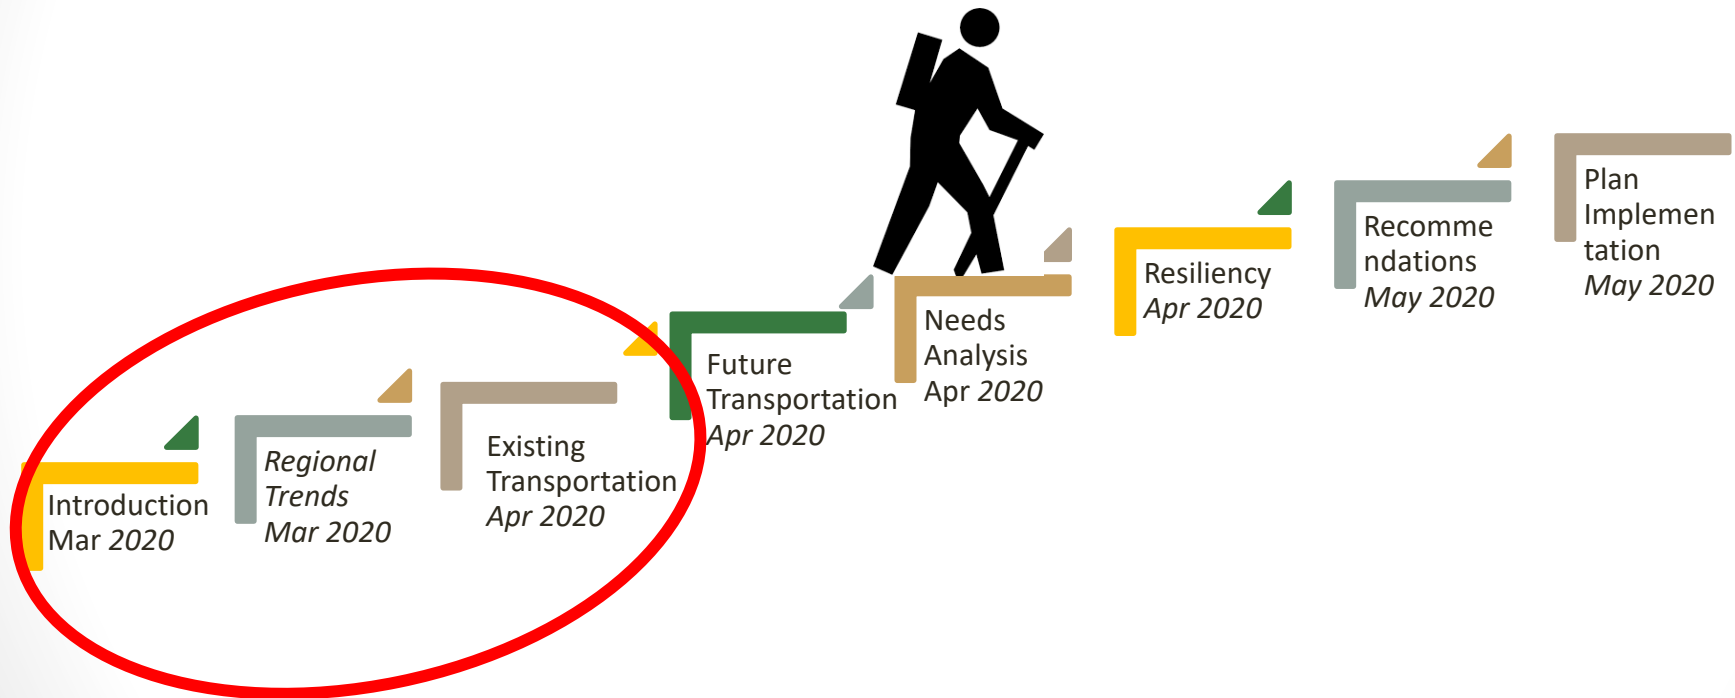 Introduction
Mar 2020
Regional
Trends
Mar 2020
Existing
Transportation
Apr 2020
Future
Transportation
Apr 2020
Needs
Analysis
Apr 2020
Resiliency
Apr 2020
Recomme
ndations
May 2020
Plan
Implemen
tation
May 2020